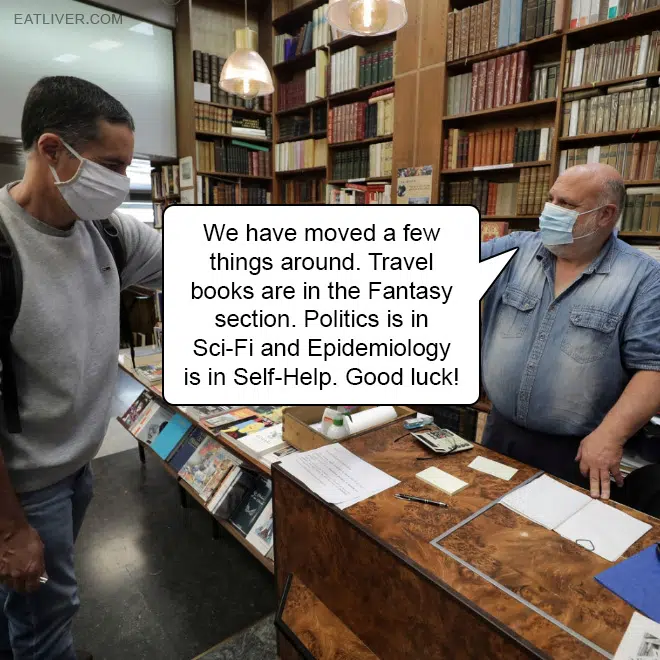 EATLIVER.COM
We have moved a few
things around. Travel
books are in the Fantasy
section. Politics is in
Sci-Fi and Epidemiology
is in Self-Help. Good luck!